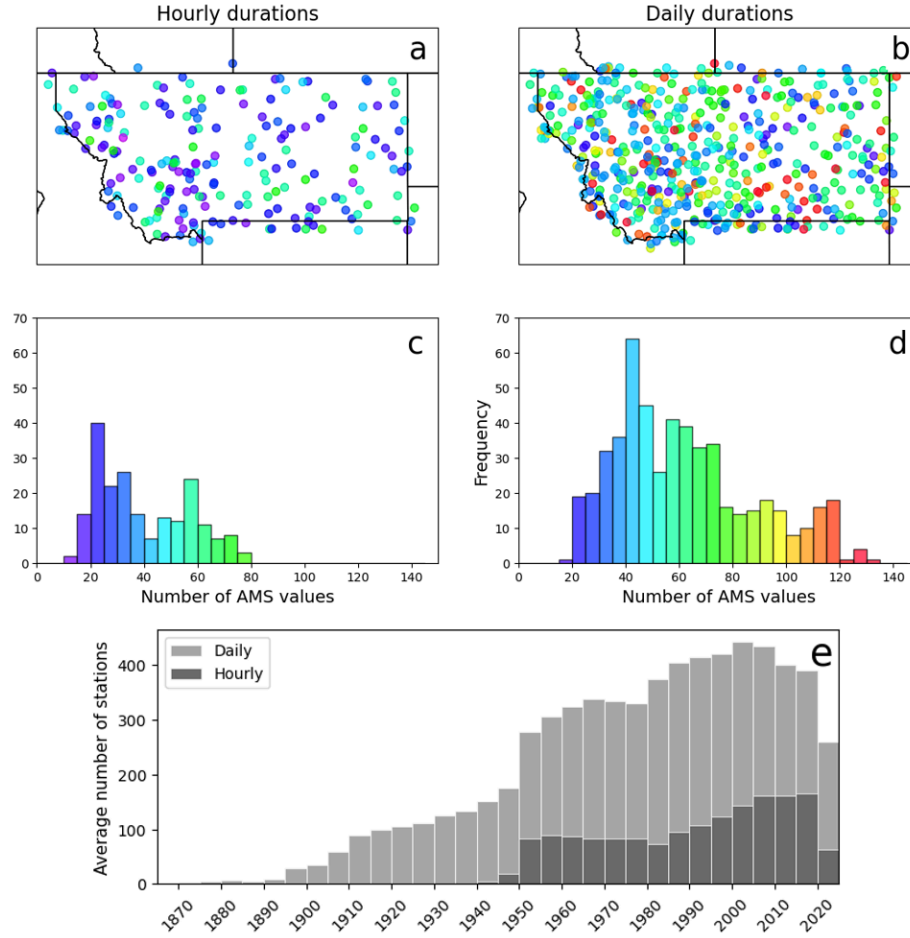 Hourly durations
Daily durations
a
b
c
70
60
50
40
30
20
10
0
0 20 40 60 80 100 120 140
Number of AMS values
d
Frequency
70
60
50
40
30
20
10
0
0 20 40 60 80 100 120 140
Number of AMS values
e
Daily
Hourly
Average number of stations
400
300
200
100
0
1870 1880 1890 1900 1910 1920 1930 1940 1950 1960 1970 1980 1990 2000 2010 2020